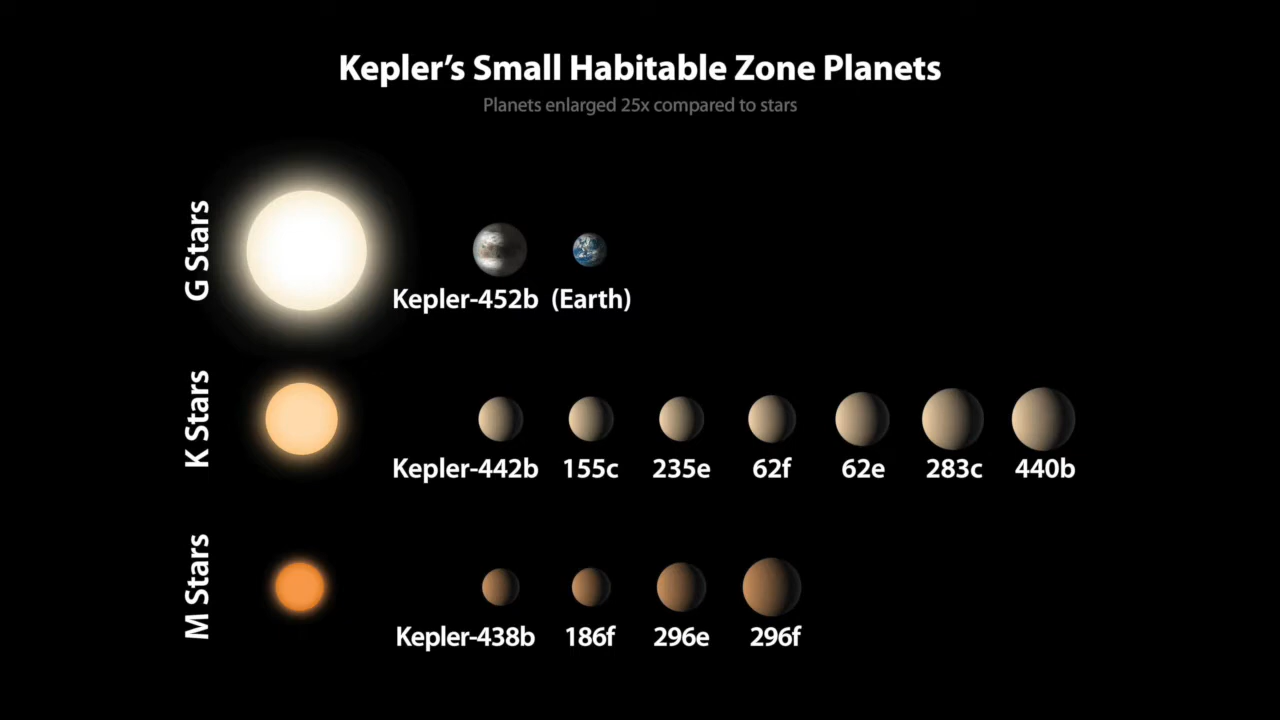 Kepler’s Small Habitable Zone Planets
Planets enlarged 25x compared to stars
G Stars
Kepler-452b (Earth)
K Stars
Kepler-442b 155c 235e 62f 62e 283c 440b
M Stars
Kepler-438b 186f 296e 296f